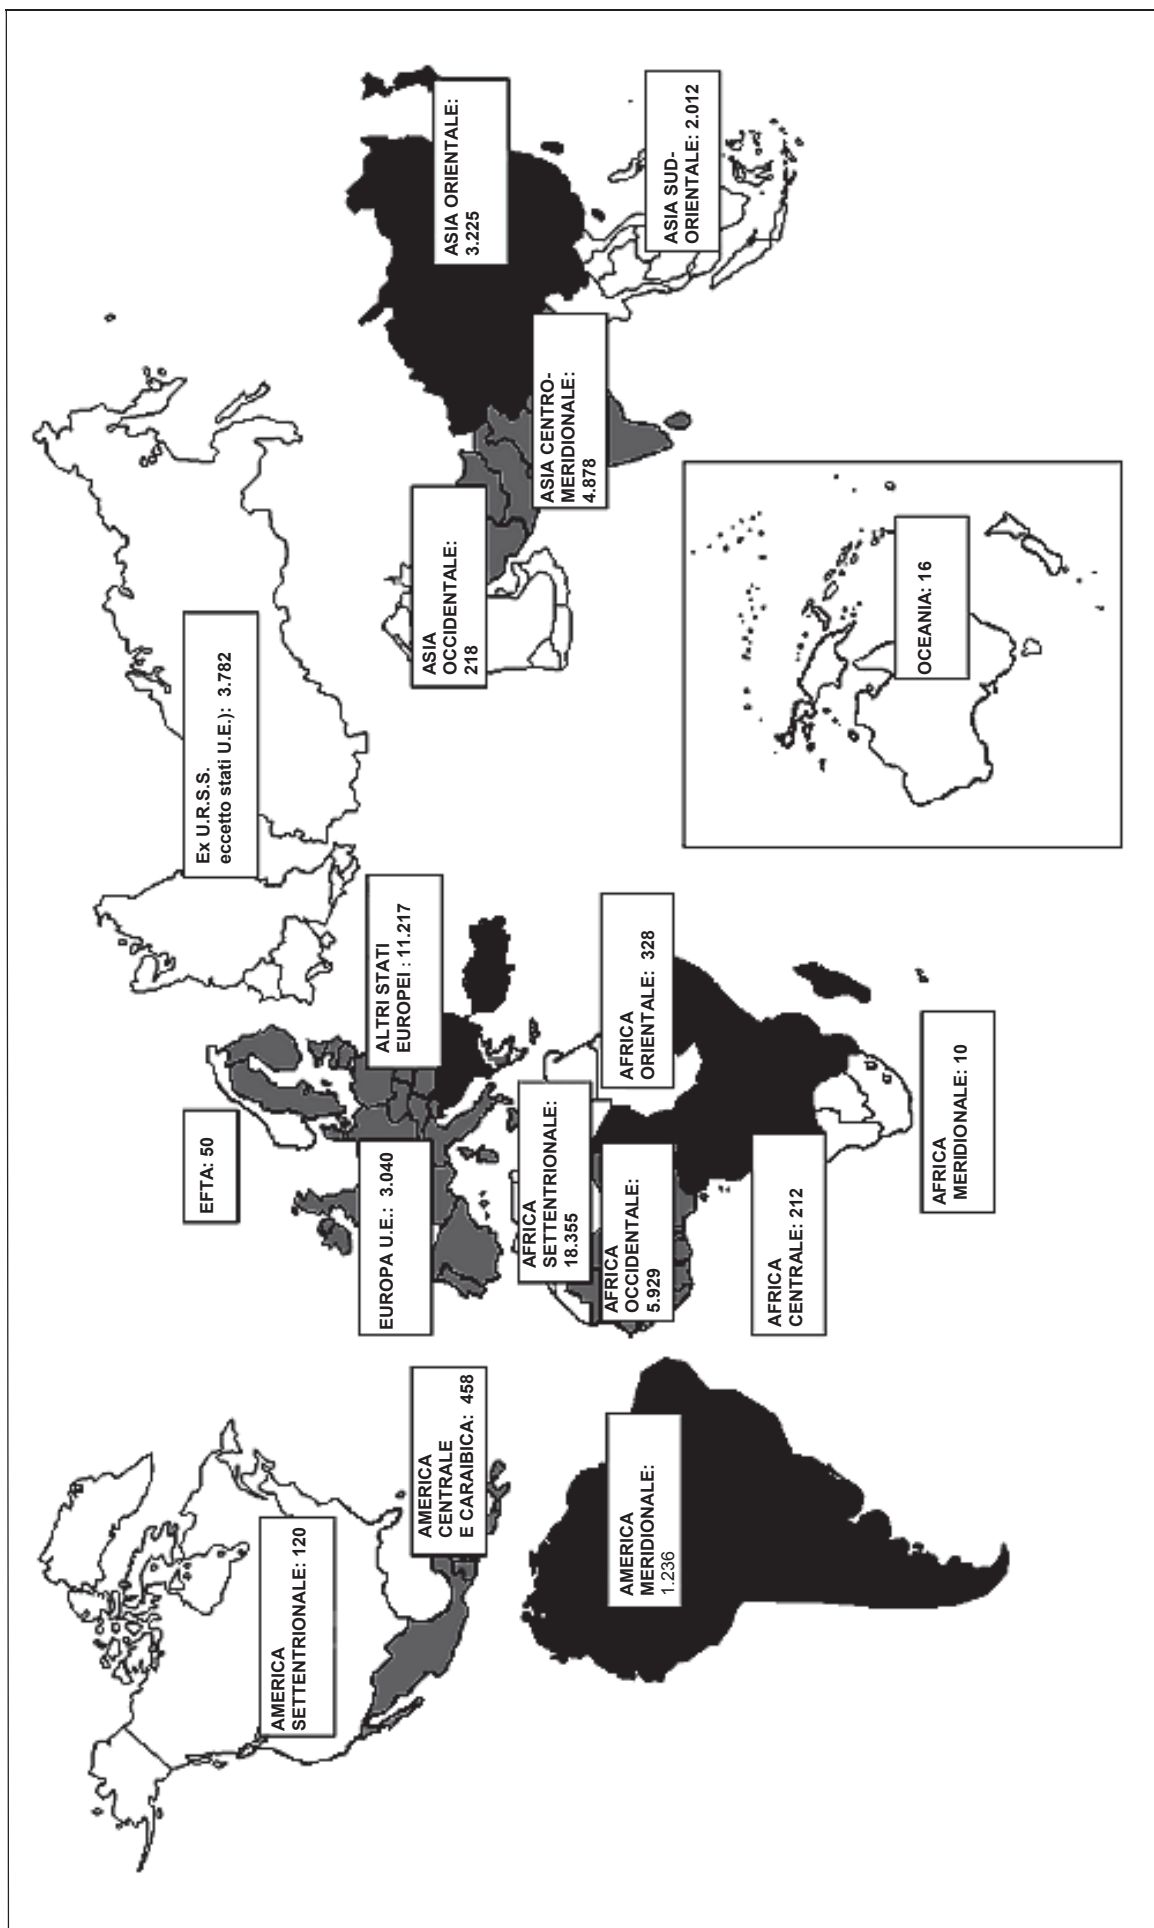 AMERICA
SETTENTRIONALE: 120
AMERICA
CENTRALE
E CARAIBICA: 458
AMERICA
MERIDIONALE:
1.236
EFTA: 50
EUROPA U.E.: 3.040
ALTRI STATI
EUROPEI : 11.217
AFRICA
SETTENTRIONALE:
18.355
AFRICA
OCCIDENTALE:
5.929
AFRICA
ORIENTALE: 328
AFRICA
CENTRALE: 212
AFRICA
MERIDIONALE: 10
Ex U.R.S.S.
eccetto stati U.E.): 3.782
ASIA
OCCIDENTALE:
218
ASIA CENTRO-
MERIDIONALE:
4.878
ASIA ORIENTALE:
3.225
ASIA SUD-
ORIENTALE: 2.012
OCEANIA: 16